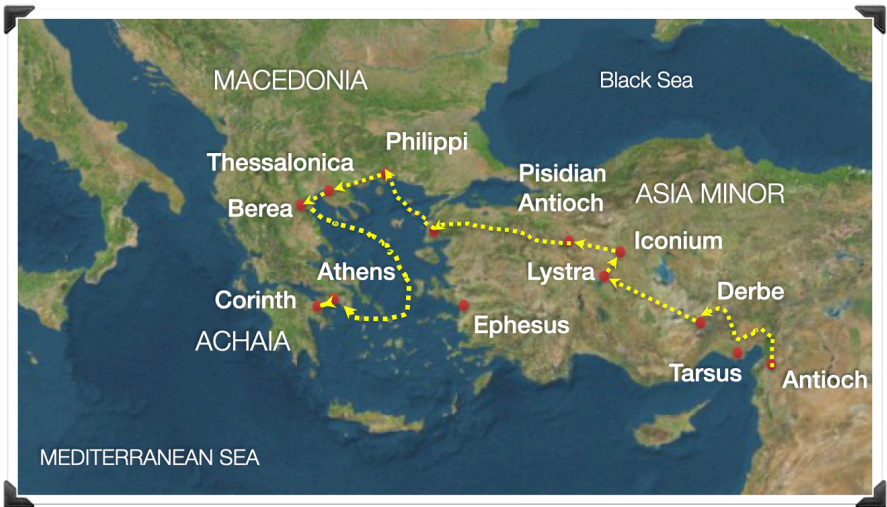 MACEDONIA
Black Sea
Philippi
Thessalonica
Pisidian
Antioch
ASIA MINOR
Berea
Iconium
Athens
Lystra
Corinth
Derbe
Ephesus
ACHAIA
Tarsus
Antioch
MEDITERRANEAN SEA